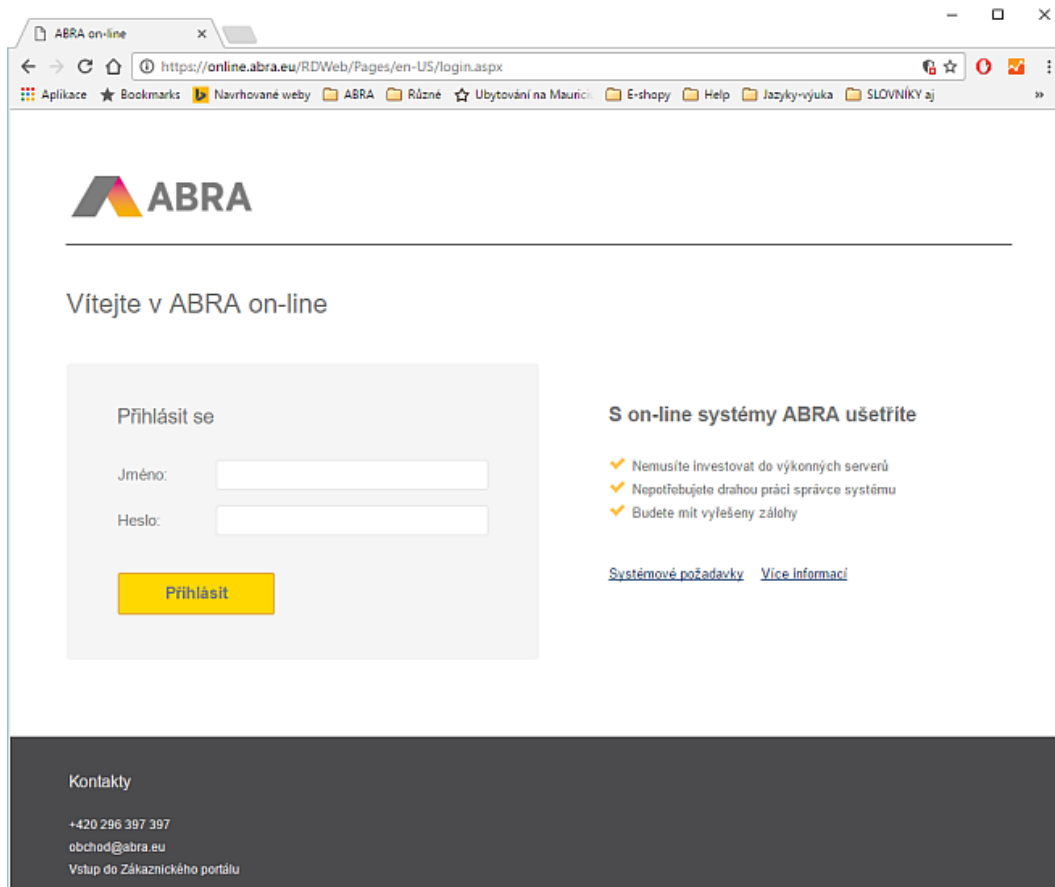 ABRA on-line
https://online.abra.eu/RDWeb/Pages/en-US/login.aspx
Aplikace Bookmarks Navrhované weby ABRA Různé Ubytování na Maurici E-shopy Help Jazyky-výuka SLOVNÍKY aj
ABRA
Vítejte v ABRA on-line
Přihlásit se
Jméno:
Heslo:
Přihlásit
S on-line systémy ABRA ušetříte
Nemusíte investovat do výkonných serverů
Nepotřebujete drahou práci správce systému
Budete mít vyřešeny zálohy
Systémové požadavky Více informací
Kontakty
+420 296 397 397
obchod@abra.eu
Vstup do Zákaznického portálu